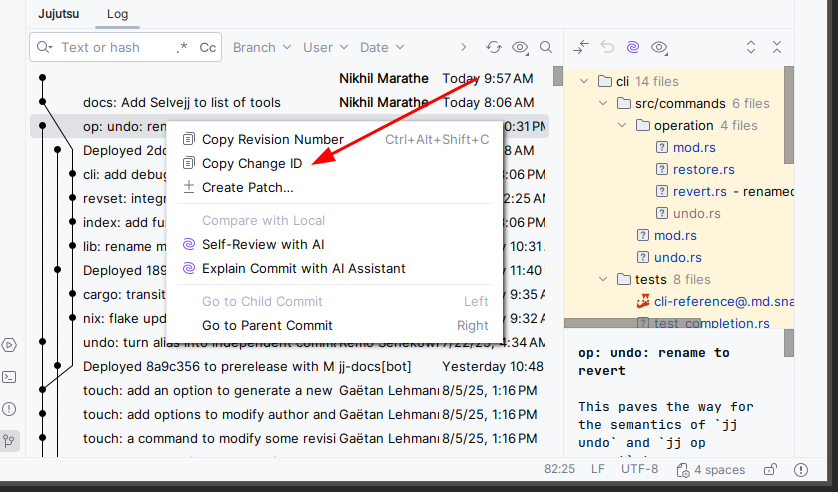 Jujutsu Log
Text or hash .* Cc Branch User Date
Nikhil Marathe Today 9:57 AM
docs: Add Selvejj to list of tools Nikhil Marathe Today 8:06 AM
op: undo: ren 0:31 PM
Deployed 2dc 8 AM
cli: add debug :06 PM
revset: integr 2:25 AM
index: add fu :06 PM
lib: rename m 10:31
Deployed 189 11:40
cargo: transit 9:35 A
nix: flake upd 9:32 A
undo: turn alias into independent comm Remo Senekowi 7/22/25, 4:34 AM
Deployed 8a9c356 to prerelease with M jj-docs[bot] Yesterday 10:48
touch: add an option to generate a new Gaëtan Lehmann 8/5/25, 1:16 PM
touch: add options to modify author and Gaëtan Lehmann 8/5/25, 1:16 PM
touch: a command to modify some revisi Gaëtan Lehmann 8/5/25, 1:16 PM
Copy Revision Number Ctrl+Alt+Shift+C
Copy Change ID
Create Patch...
Compare with Local
Self-Review with AI
Explain Commit with AI Assistant
Go to Child Commit Left
Go to Parent Commit Right
cli 14 files
src/commands 6 files
operation 4 files
mod.rs
restore.rs
revert.rs - renamed
undo.rs
mod.rs
undo.rs
tests 8 files
cli-reference@.md.sna
test_completion.rs
op: undo: rename to
revert
This paves the way for
the semantics of `jj
undo` and `jj op
82:25 LF UTF-8 4 spaces